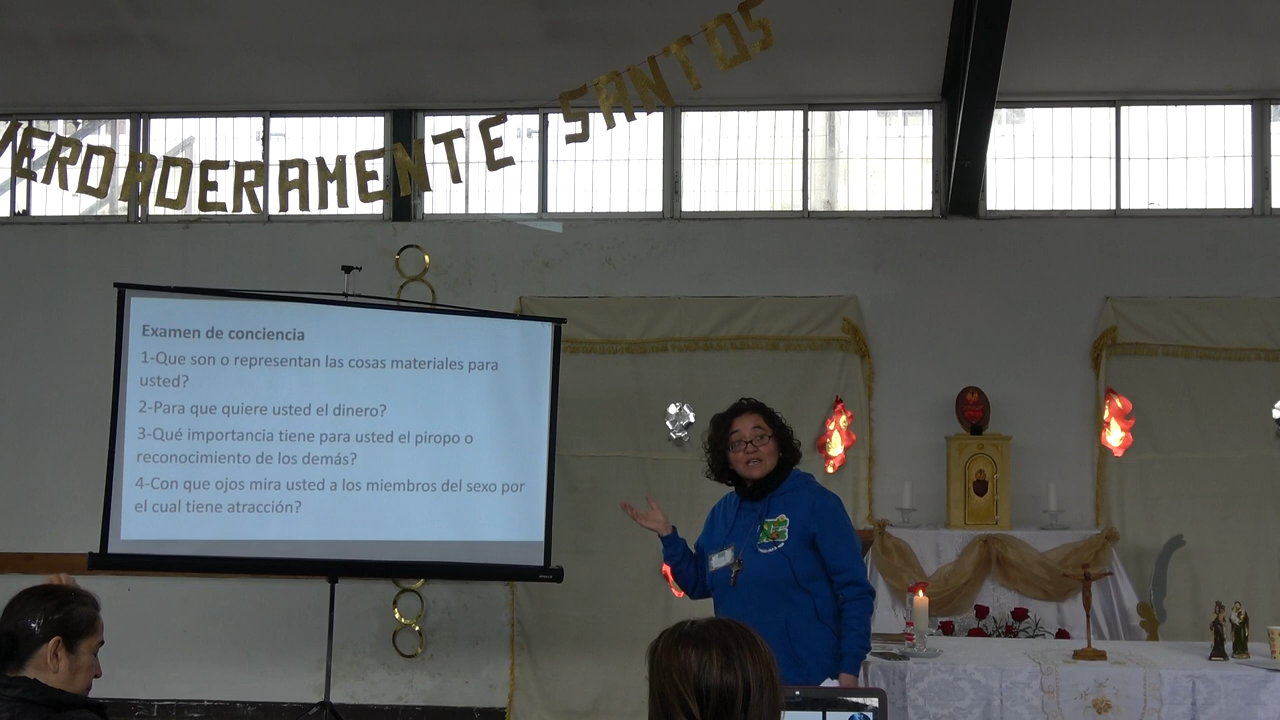 VERDADERAMENTE SANTOS
Examen de conciencia
1-Que son o representan las cosas materiales para
usted?
2-Para que quiere usted el dinero?
3-Qué importancia tiene para usted el piropo o
reconocimiento de los demás?
4-Con que ojos mira usted a los miembros del sexo por
el cual tiene atracción?